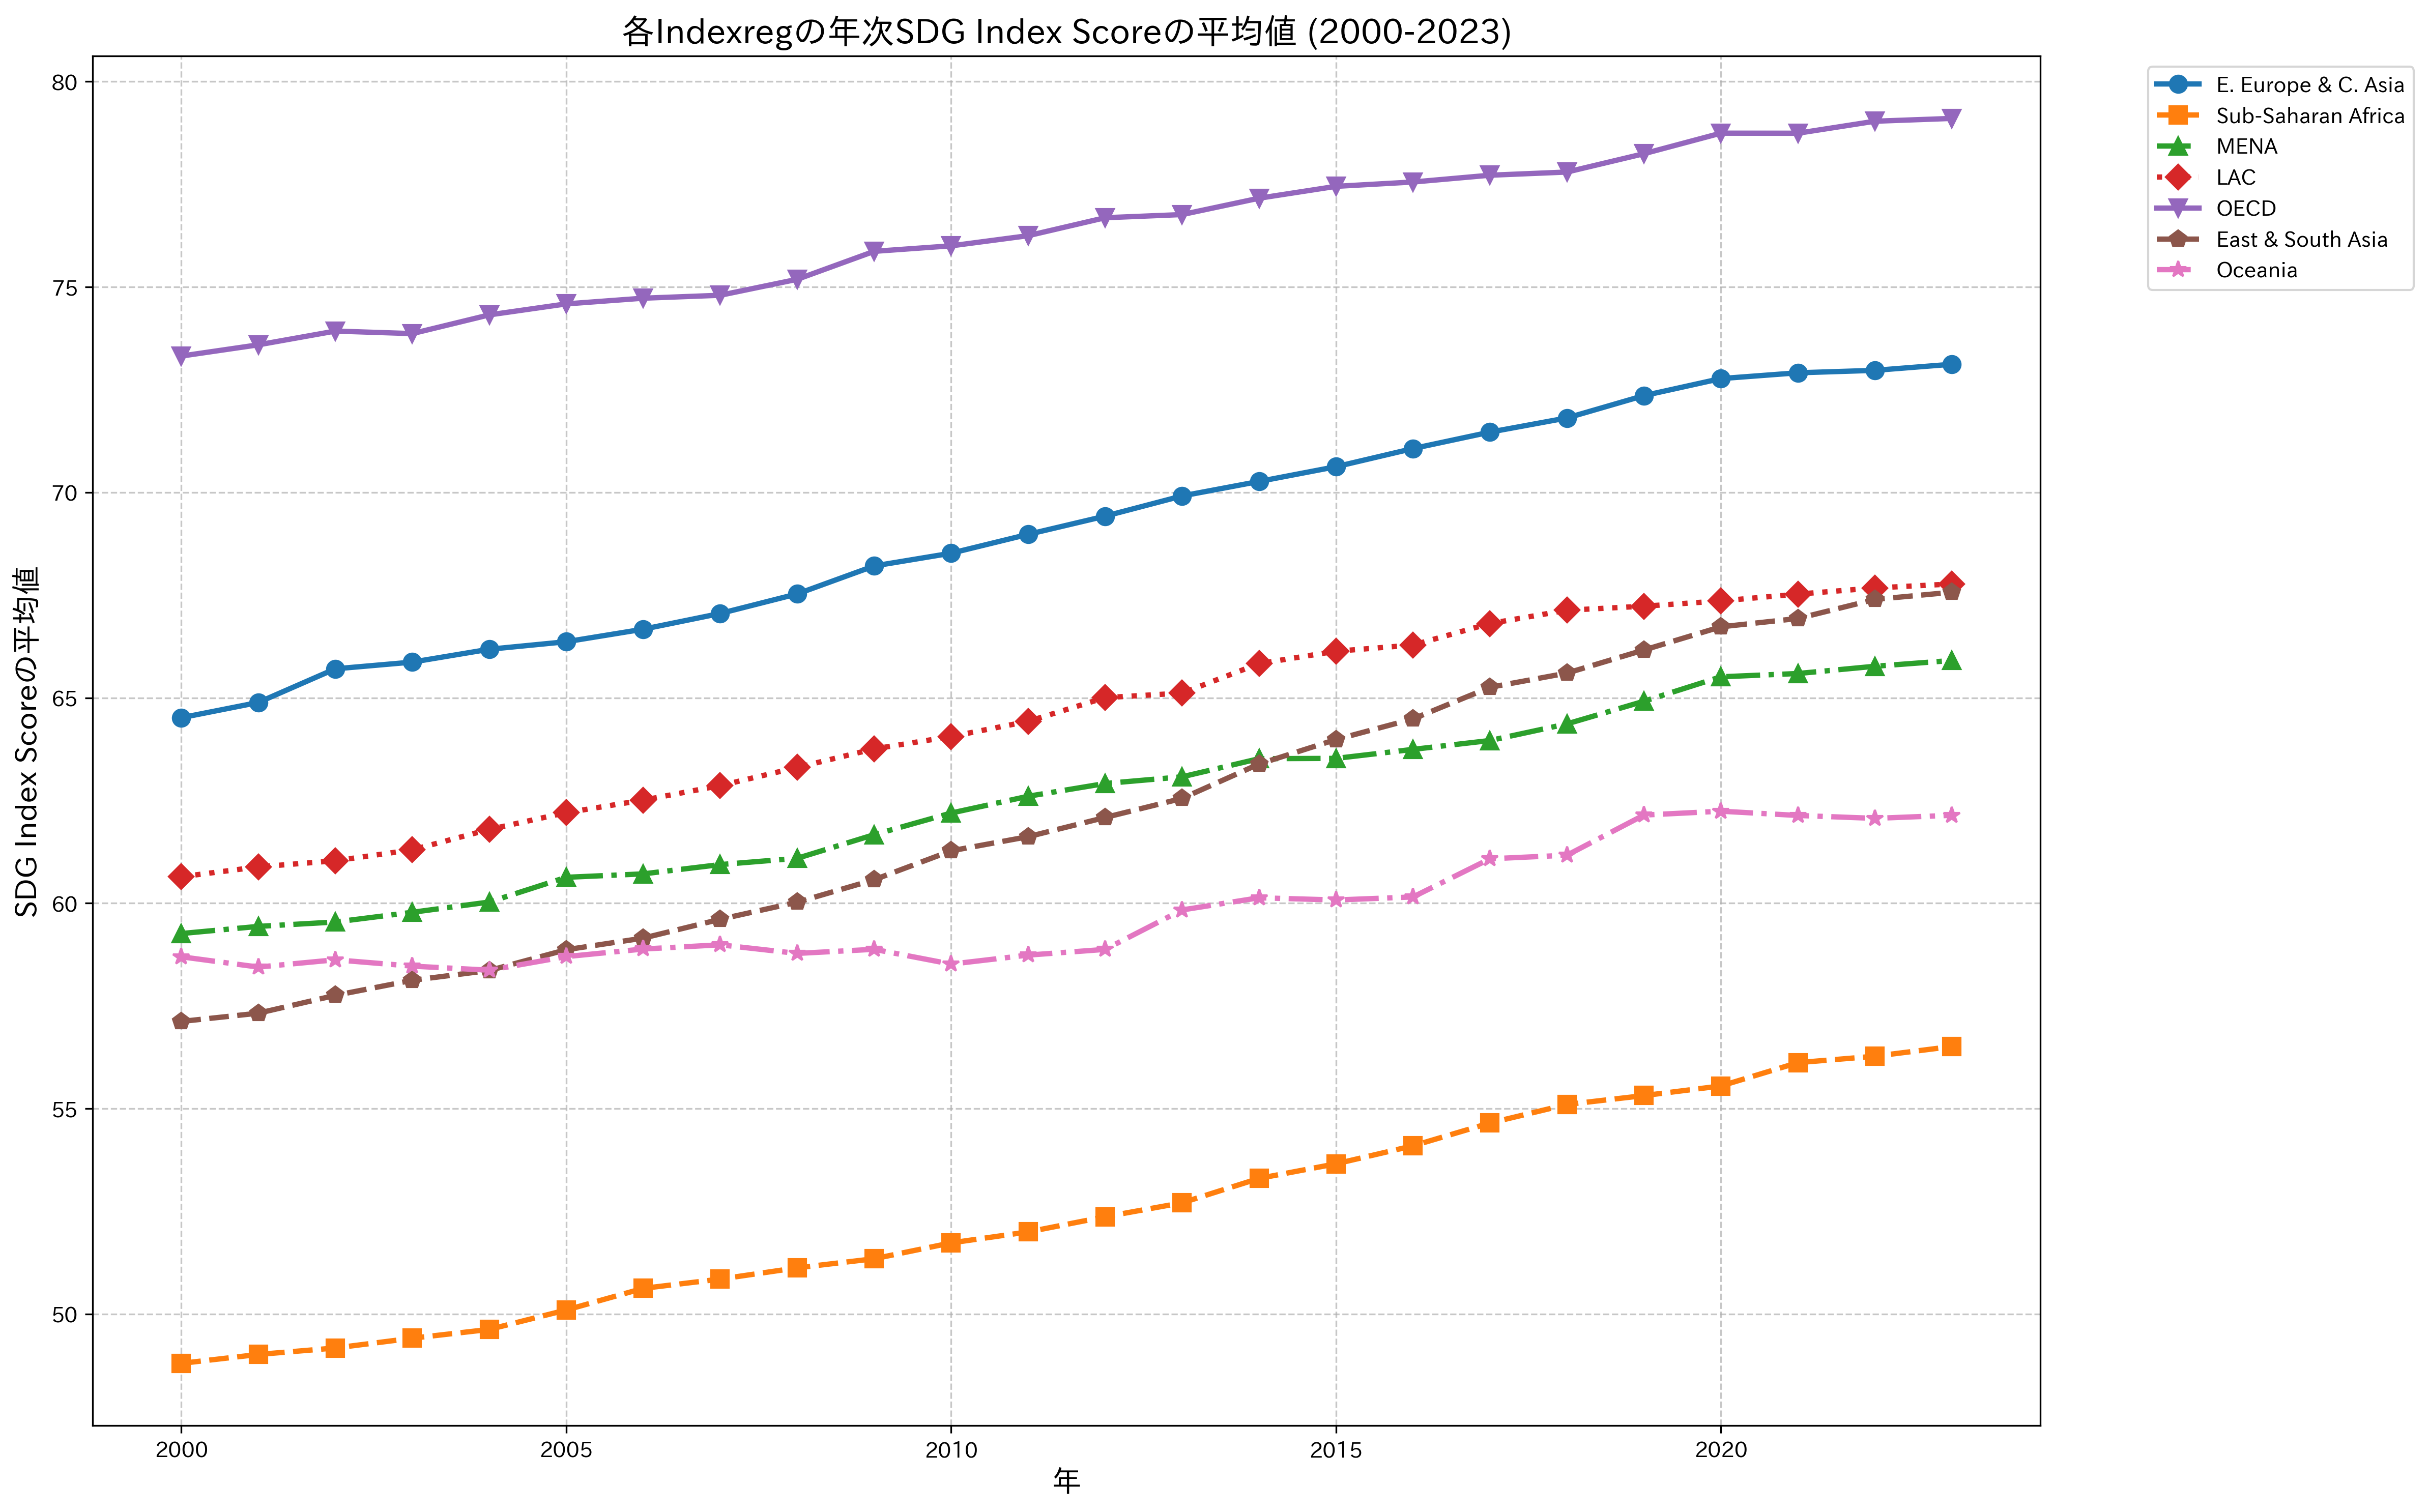 各Indexregの年次SDG Index Scoreの平均値 (2000-2023)
SDG Index Scoreの平均値
80
75
70
65
60
55
50
2000
2005
2010
2015
2020
年
E. Europe & C. Asia
Sub-Saharan Africa
MENA
LAC
OECD
East & South Asia
Oceania